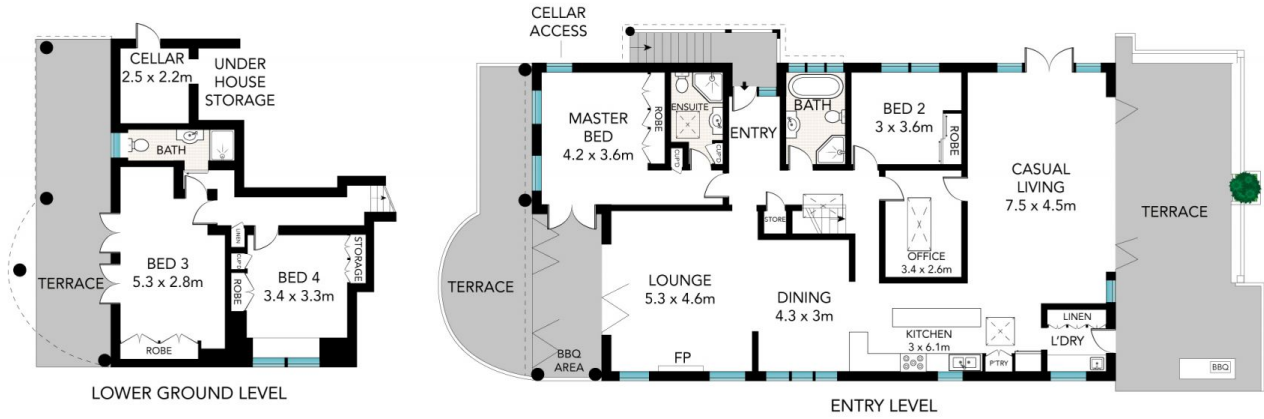 CELLAR
2.5 x 2.2m
UNDER
HOUSE
STORAGE
BATH
BED 3
5.3 x 2.8m
LINEN
CUP'D
ROBE
BED 4
3.4 x 3.3m
STORAGE
TERRACE
ROBE
LOWER GROUND LEVEL
CELLAR
ACCESS
MASTER
BED
4.2 x 3.6m
ROBE
ENSUITE
CUP'D
CUP'D
ENTRY
BATH
BED 2
3 x 3.6m
ROBE
CASUAL
LIVING
7.5 x 4.5m
TERRACE
STORE
OFFICE
3.4 x 2.6m
TERRACE
LOUNGE
5.3 x 4.6m
DINING
4.3 x 3m
KITCHEN
3 x 6.1m
LINEN
L'DRY
P'TRY
BBQ
AREA
FP
BBQ
ENTRY LEVEL